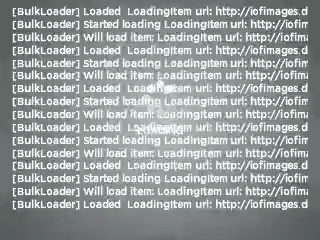 [BulkLoader] Loaded  LoadingItem url: http://iofimages.d
[BulkLoader] Started loading LoadingItem url: http://iofir
[BulkLoader] Will load item: LoadingItem url: http://iofima
[BulkLoader] Loaded  LoadingItem url: http://iofimages.d
[BulkLoader] Started loading LoadingItem url: http://iofir
[BulkLoader] Will load item: LoadingItem url: http://iofima
[BulkLoader] Loaded  LoadingItem url: http://iofimages.d
[BulkLoader] Started loading LoadingItem url: http://iofir
[BulkLoader] Will load item: LoadingItem url: http://iofima
[BulkLoader] Loaded  LoadingItem url: http://iofimages.d
[BulkLoader] Started loading LoadingItem url: http://iofir
[BulkLoader] Will load item: LoadingItem url: http://iofima
[BulkLoader] Loaded  LoadingItem url: http://iofimages.d
[BulkLoader] Started loading LoadingItem url: http://iofir
[BulkLoader] Will load item: LoadingItem url: http://iofima
[BulkLoader] Loaded  LoadingItem url: http://iofimages.d